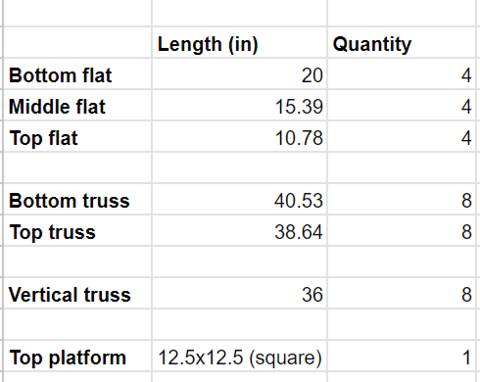 Length (in) Quantity
Bottom flat 20 4
Middle flat 15.39 4
Top flat 10.78 4
Bottom truss 40.53 8
Top truss 38.64 8
Vertical truss 36 8
Top platform 12.5x12.5 (square) 1